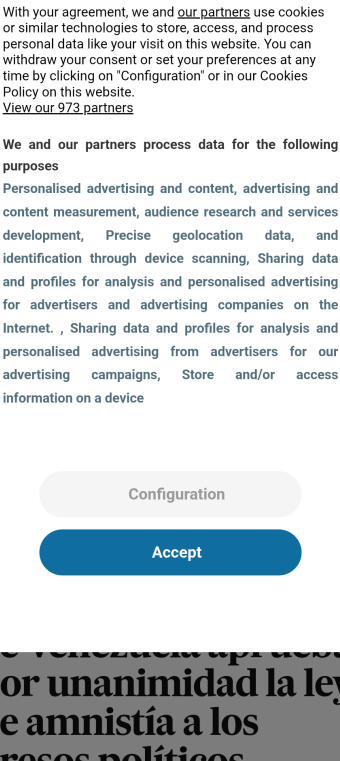 With your agreement, we and our partners use cookies
or similar technologies to store, access, and process
personal data like your visit on this website. You can
withdraw your consent or set your preferences at any
time by clicking on "Configuration" or in our Cookies
Policy on this website.
View our 973 partners
We and our partners process data for the following
purposes
Personalised advertising and content, advertising and
content measurement, audience research and services
development, Precise geolocation data, and
identification through device scanning, Sharing data
and profiles for analysis and personalised advertising
for advertisers and advertising companies on the
Internet. , Sharing data and profiles for analysis and
personalised advertising from advertisers for our
advertising campaigns, Store and/or access
information on a device
Configuration
Accept
e Venezuela
or unanimidad la ley
e amnistía a los
presos políticos